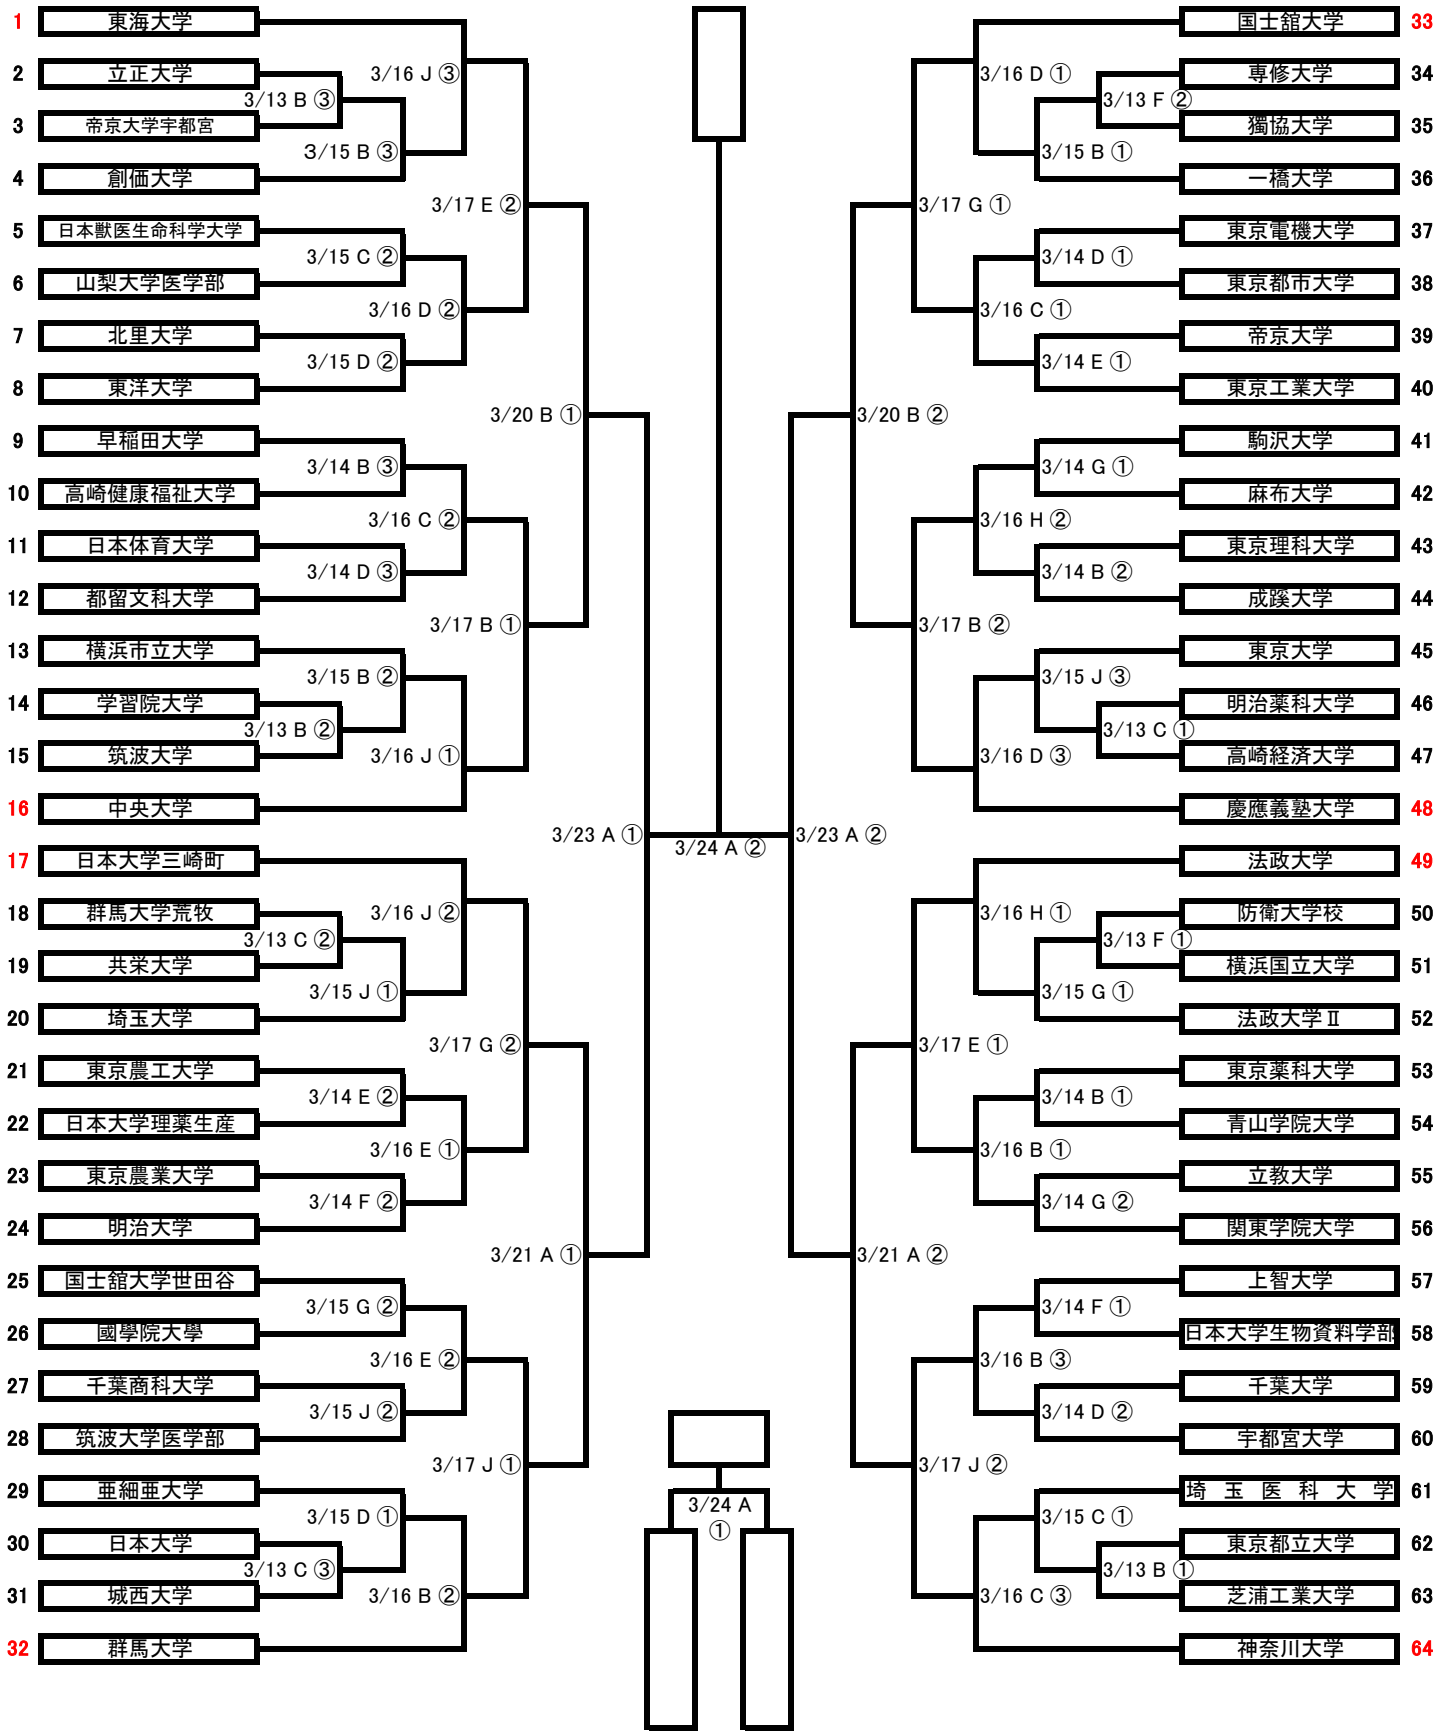 1 東海大学
2 立正大学
3 帝京大学宇都宮
4 創価大学
5 日本獣医生命科学大学
6 山梨大学医学部
7 北里大学
8 東洋大学
9 早稲田大学
10 高崎健康福祉大学
11 日本体育大学
12 都留文科大学
13 横浜市立大学
14 学習院大学
15 筑波大学
16 中央大学
17 日本大学三崎町
18 群馬大学荒牧
19 共栄大学
20 埼玉大学
21 東京農工大学
22 日本大学理薬生産
23 東京農業大学
24 明治大学
25 国士舘大学世田谷
26 國學院大學
27 千葉商科大学
28 筑波大学医学部
29 亜細亜大学
30 日本大学
31 城西大学
32 群馬大学
3/13 B ③
3/13 B ②
3/13 C ②
3/13 C ③
3/15 B ③
3/15 C ②
3/15 D ②
3/14 B ③
3/14 D ③
3/15 B ②
3/15 J ①
3/14 E ②
3/14 F ②
3/15 G ②
3/15 J ②
3/15 D ①
3/16 J ③
3/16 D ②
3/16 C ②
3/16 J ①
3/16 J ②
3/16 E ①
3/16 E ②
3/16 B ②
3/17 E ②
3/17 B ①
3/17 G ②
3/17 J ①
3/20 B ①
3/21 A ①
3/23 A ①
3/24 A ②
3/24 A
①
3/23 A ②
3/20 B ②
3/21 A ②
3/17 G ①
3/17 B ②
3/17 E ①
3/17 J ②
3/16 D ①
3/16 C ①
3/16 H ②
3/16 D ③
3/16 H ①
3/16 B ①
3/16 B ③
3/16 C ③
3/15 B ①
3/14 D ①
3/14 E ①
3/14 G ①
3/14 B ②
3/15 J ③
3/15 G ①
3/14 B ①
3/14 G ②
3/14 F ①
3/14 D ②
3/15 C ①
3/13 F ②
3/13 C ①
3/13 F ①
3/13 B ①
国士舘大学 33
専修大学 34
獨協大学 35
一橋大学 36
東京電機大学 37
東京都市大学 38
帝京大学 39
東京工業大学 40
駒沢大学 41
麻布大学 42
東京理科大学 43
成蹊大学 44
東京大学 45
明治薬科大学 46
高崎経済大学 47
慶應義塾大学 48
法政大学 49
防衛大学校 50
横浜国立大学 51
法政大学Ⅱ 52
東京薬科大学 53
青山学院大学 54
立教大学 55
関東学院大学 56
上智大学 57
日本大学生物資料学部 58
千葉大学 59
宇都宮大学 60
埼 玉 医 科 大 学 61
東京都立大学 62
芝浦工業大学 63
神奈川大学 64